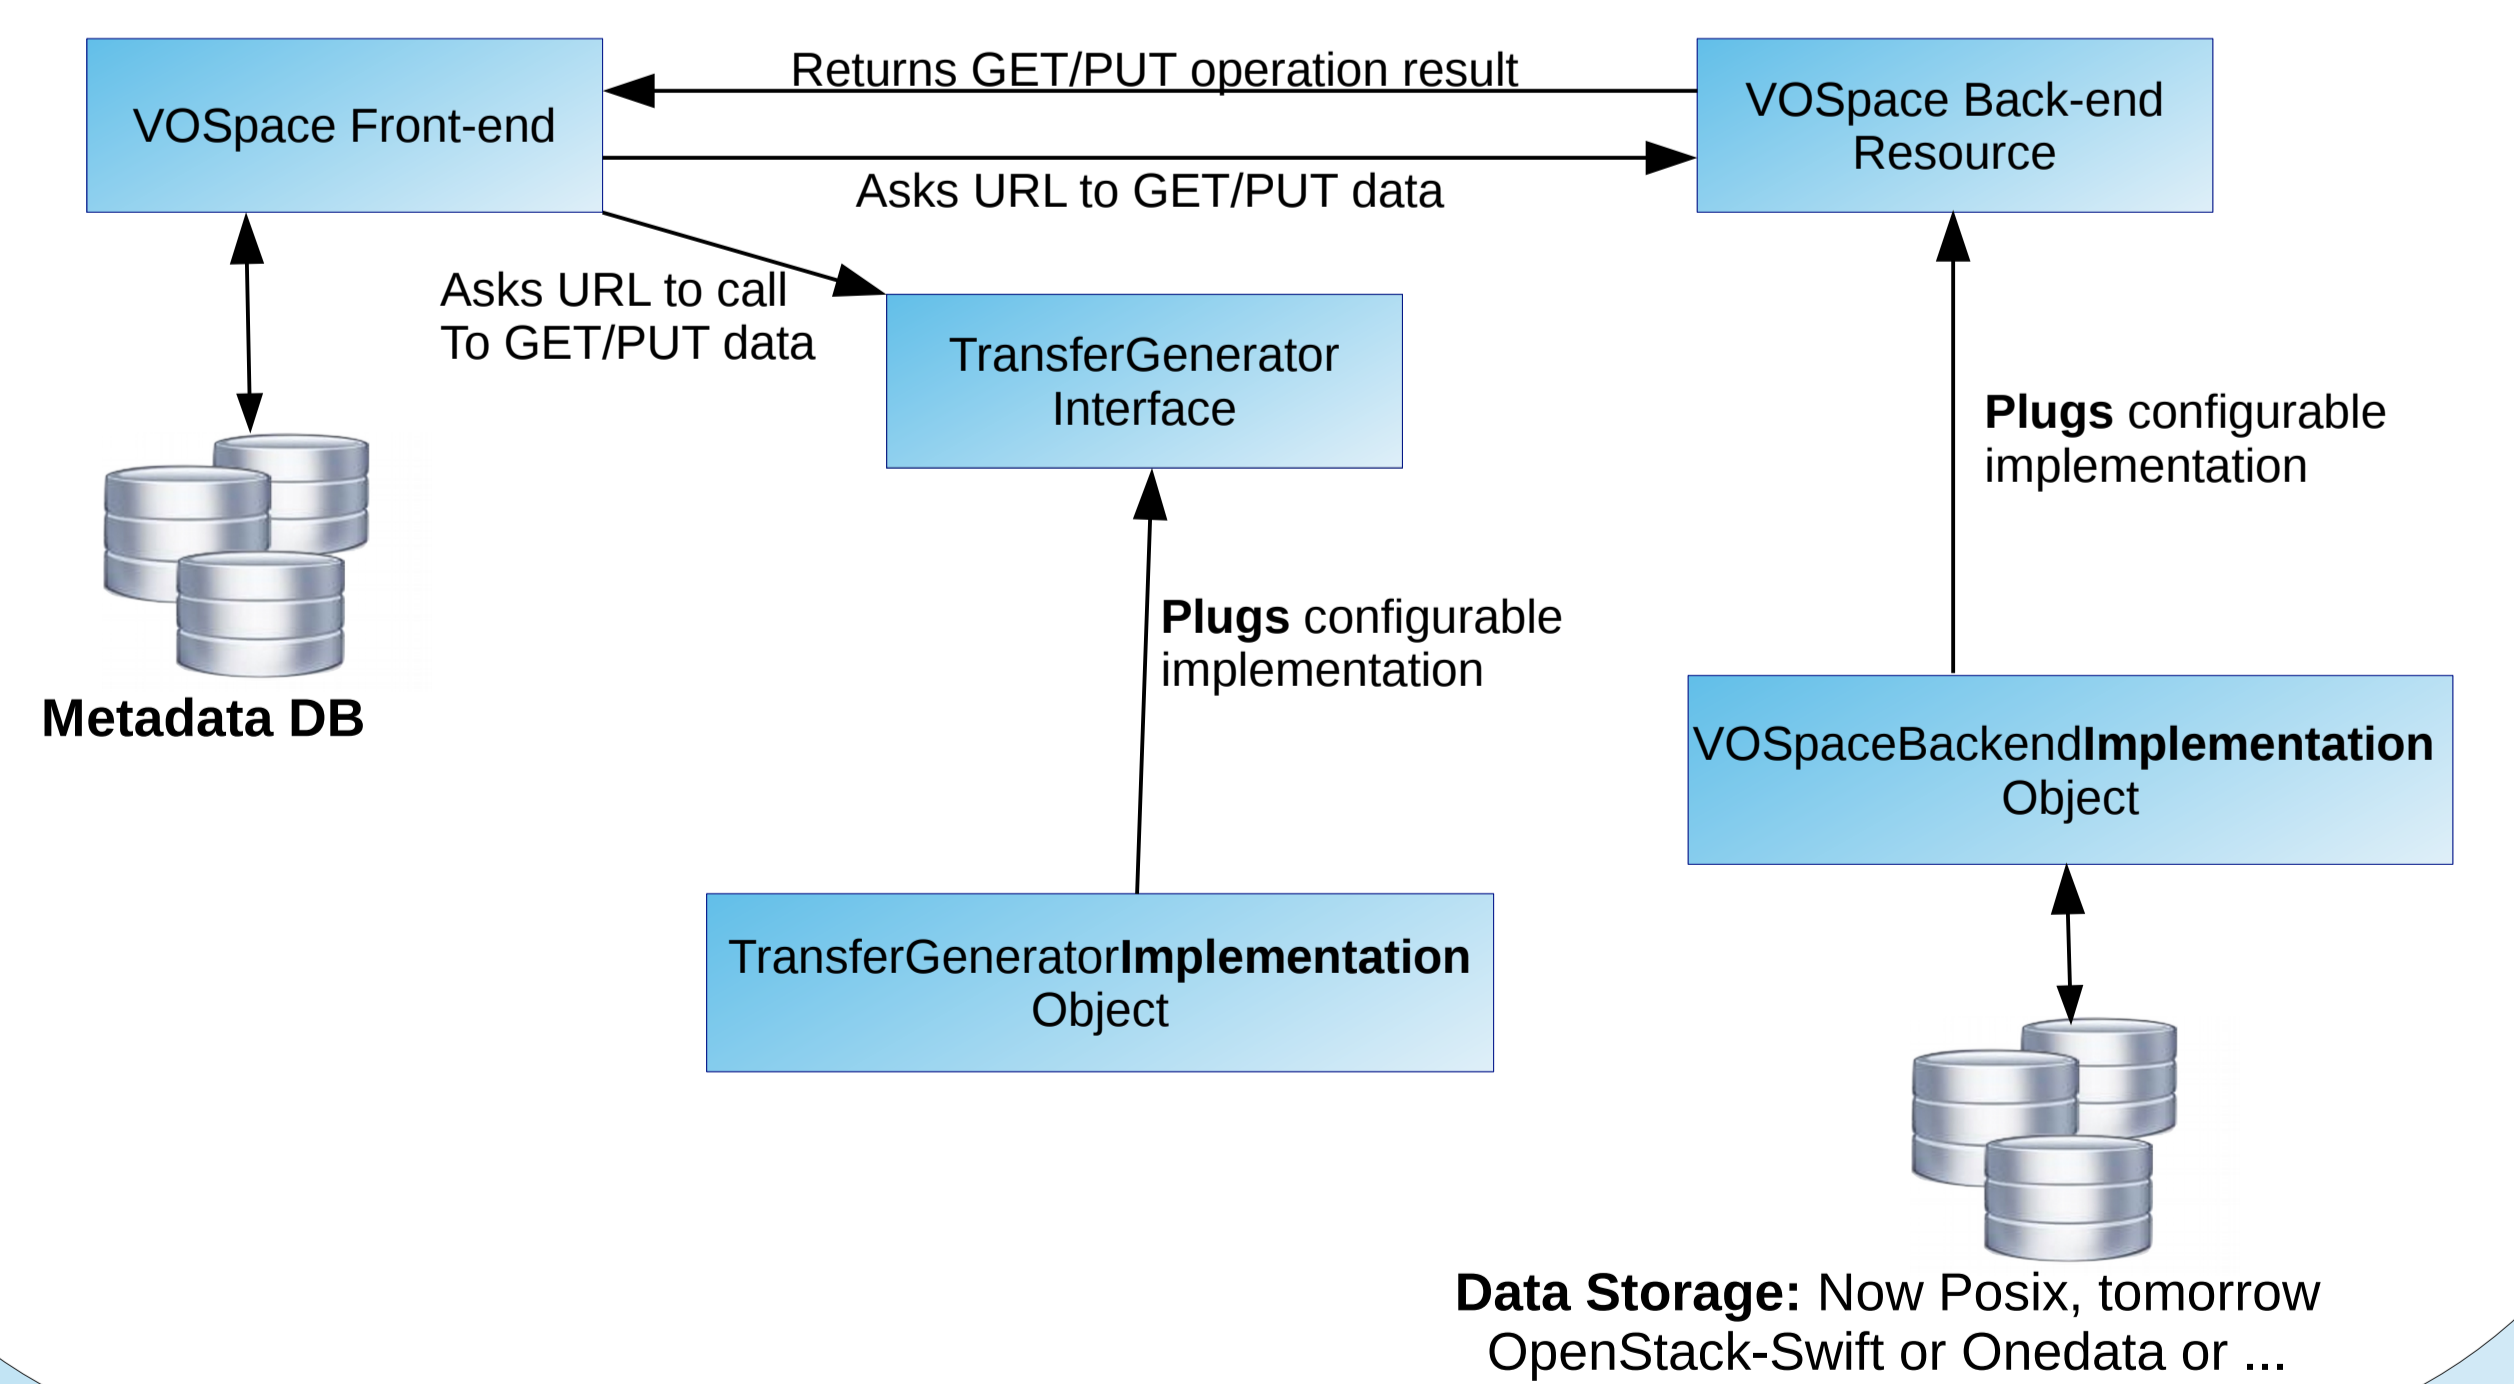 Returns GET/PUT operation result
VOSpace Front-end
VOSpace Back-end
Resource
Asks URL to GET/PUT data
Asks URL to call
To GET/PUT data
TransferGenerator
Interface
Plugs configurable
implementation
Plugs configurable
implementation
Metadata DB
VOSpaceBackendImplementation
Object
TransferGeneratorImplementation
Object
Data Storage: Now Posix, tomorrow
OpenStack-Swift or Onedata or ...